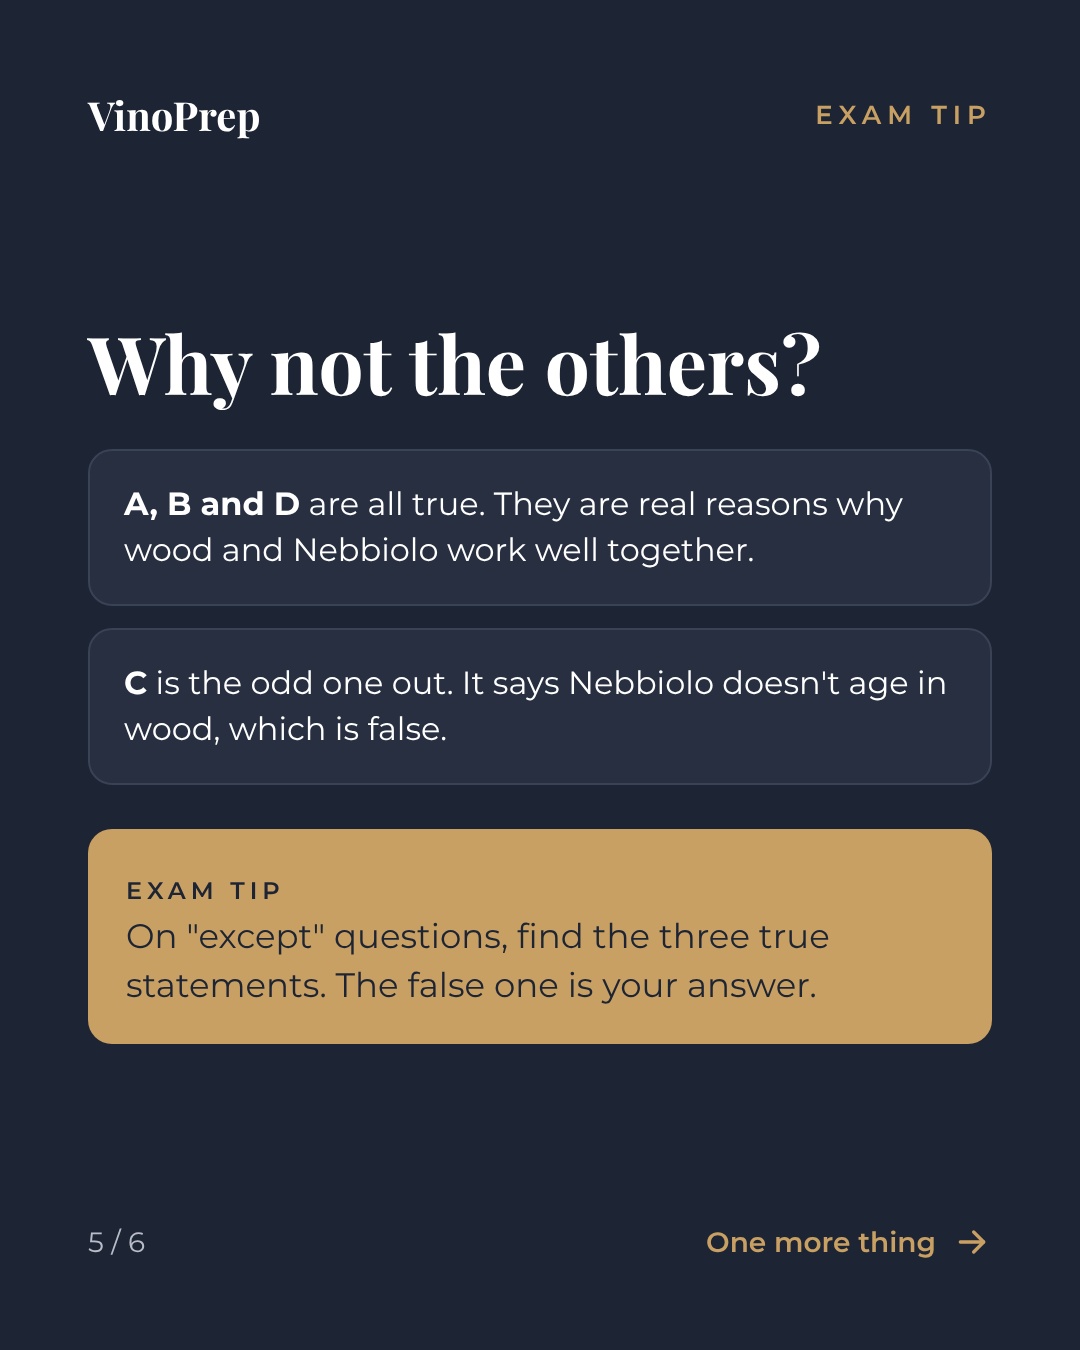 VinoPrep
EXAM TIP
Why not the others?
A, B and D are all true. They are real reasons why
wood and Nebbiolo work well together.
C is the odd one out. It says Nebbiolo doesn't age in
wood, which is false.
EXAM TIP
On "except" questions, find the three true
statements. The false one is your answer.
5 / 6
One more thing →